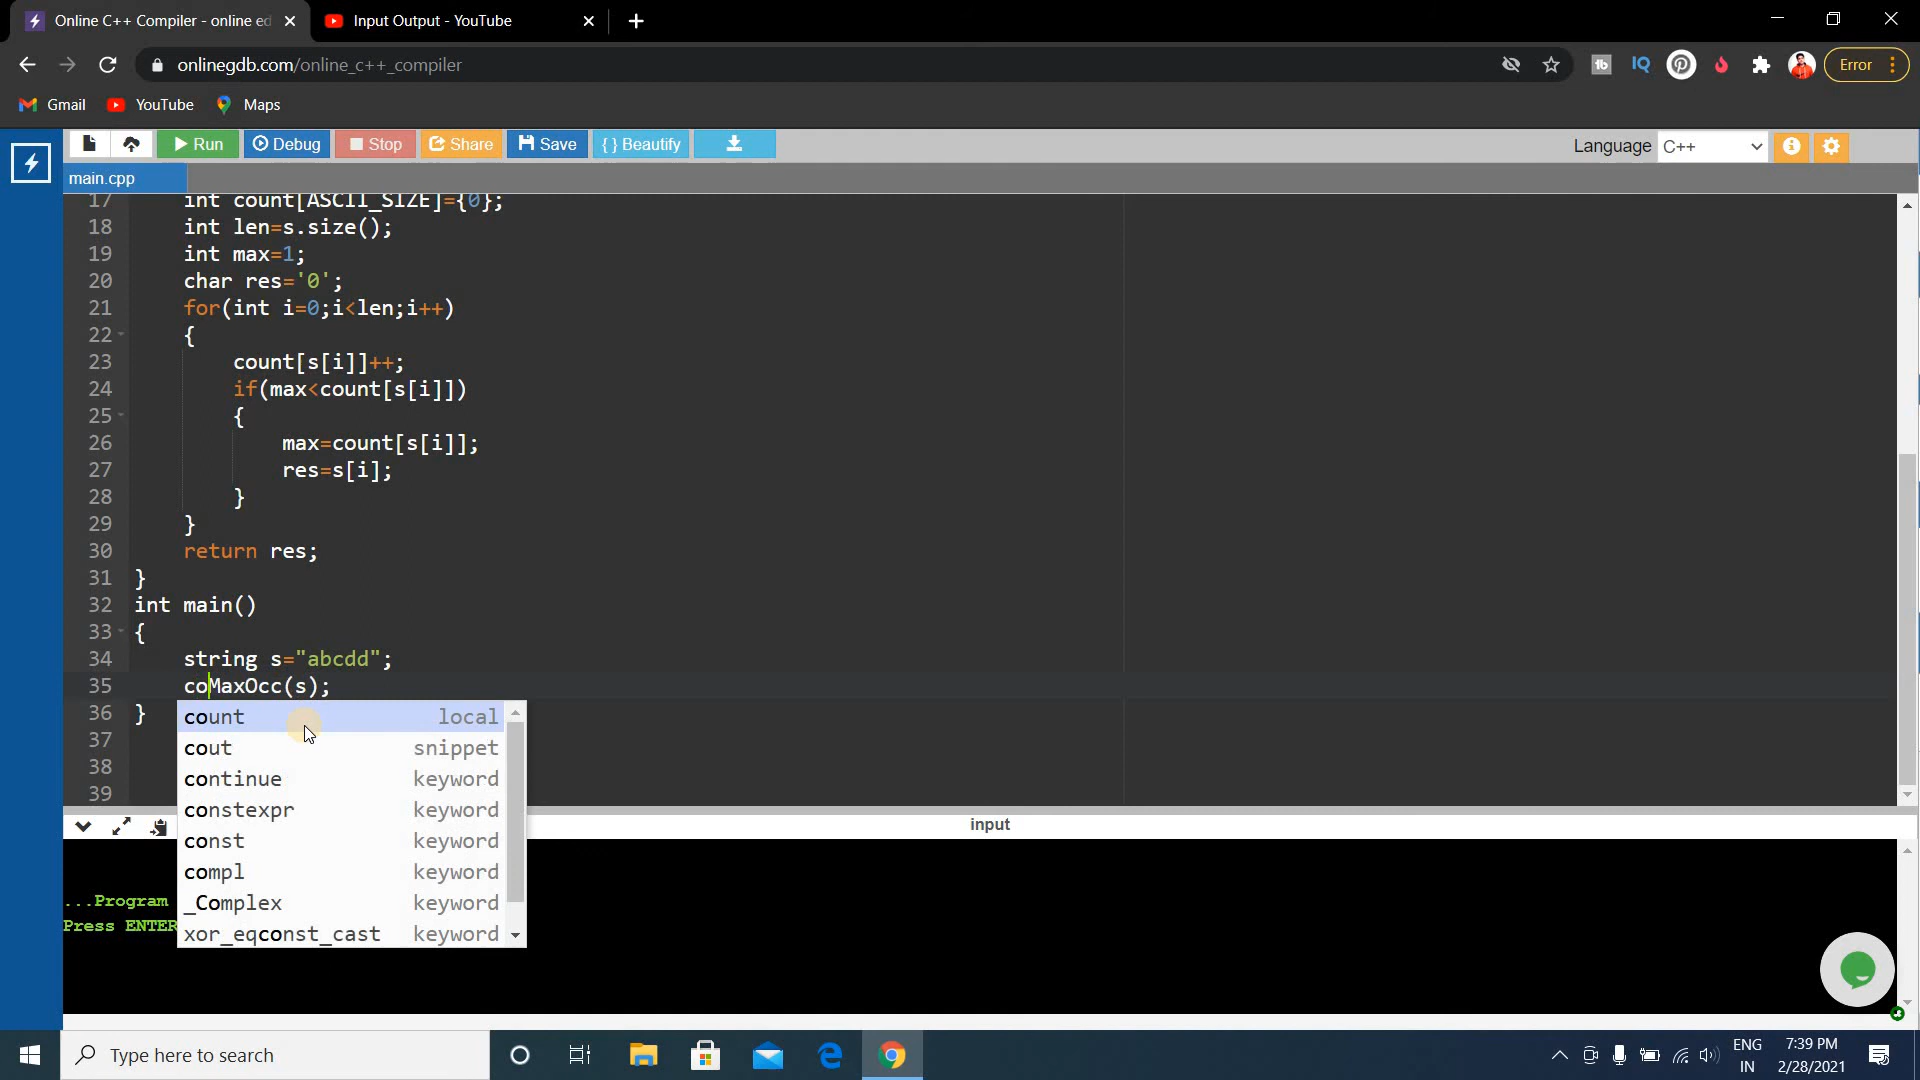 Online C++ Compiler - online ed
Input Output - YouTube
onlinegdb.com/online_c++_compiler
Error
Gmail
YouTube
Maps
Run
Debug
Stop
Share
Save
{ } Beautify
Language
C++
main.cpp
17 int count[ASCII_SIZE]={0};
18 int len=s.size();
19 int max=1;
20 char res='0';
21 for(int i=0;i<len;i++)
22 {
23 count[s[i]]++;
24 if(max<count[s[i]])
25 {
26 max=count[s[i]];
27 res=s[i];
28 }
29 }
30 return res;
31 }
32 int main()
33 {
34 string s="abcdd";
35 coMaxOcc(s);
36 }
37
38
39
count local
cout snippet
continue keyword
constexpr keyword
const keyword
compl keyword
_Complex keyword
xor_eqconst_cast keyword
input
...Program
Press ENTER
Type here to search
ENG
IN
7:39 PM
2/28/2021